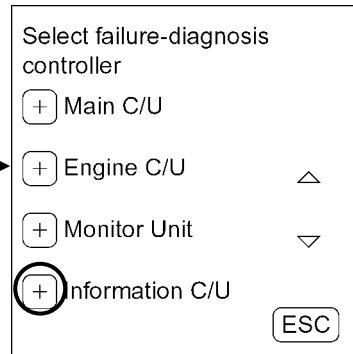 Select failure-diagnosis
controller
+ Main C/U
+ Engine C/U
+ Monitor Unit
+ Information C/U
ESC